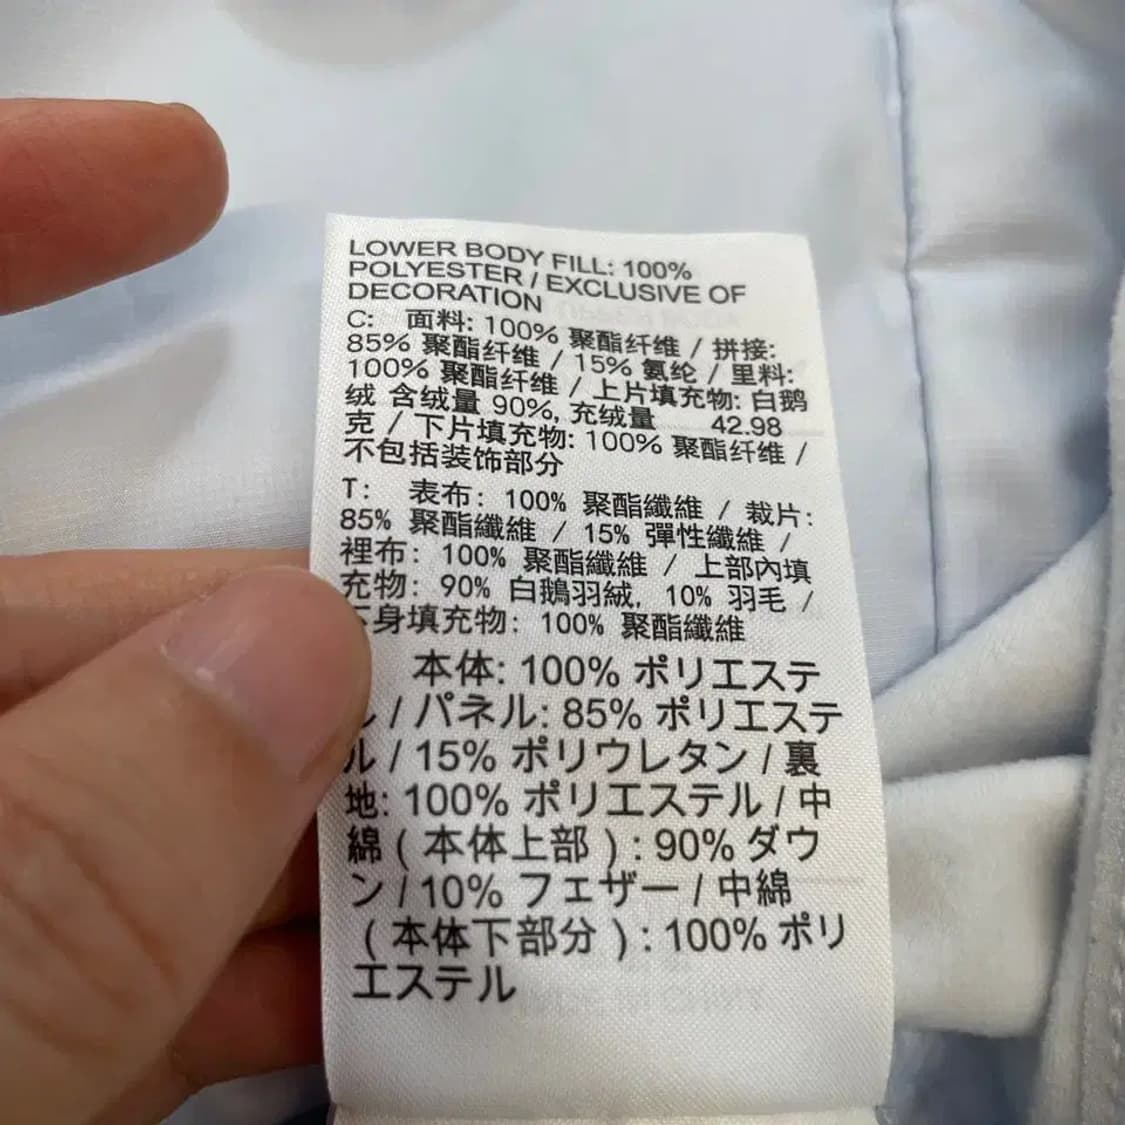 LOWER BODY FILL: 100%
POLYESTER / EXCLUSIVE OF
DECORATION
C: 面料: 100% 聚酯纤维 / 拼接:
85% 聚酯纤维 / 15% 氨纶 / 里料:
100% 聚酯纤维 / 上片填充物: 白鹅
绒 含绒量 90%, 充绒量 42.98
克 / 下片填充物: 100% 聚酯纤维 /
不包括装饰部分
T: 表布: 100% 聚酯纖維 / 裁片:
85% 聚酯纖維 / 15% 彈性纖維 /
裡布: 100% 聚酯纖維 / 上部內填
充物: 90% 白鵝羽絨, 10% 羽毛 /
身填充物: 100% 聚酯纖維
本体: 100% ポリエステ
/ パネル: 85% ポリエステ
ル / 15% ポリウレタン / 裏
地: 100% ポリエステル / 中
綿 ( 本体上部 ) : 90% ダウ
ン / 10% フェザー / 中綿
( 本体下部分 ) : 100% ポリ
エステル